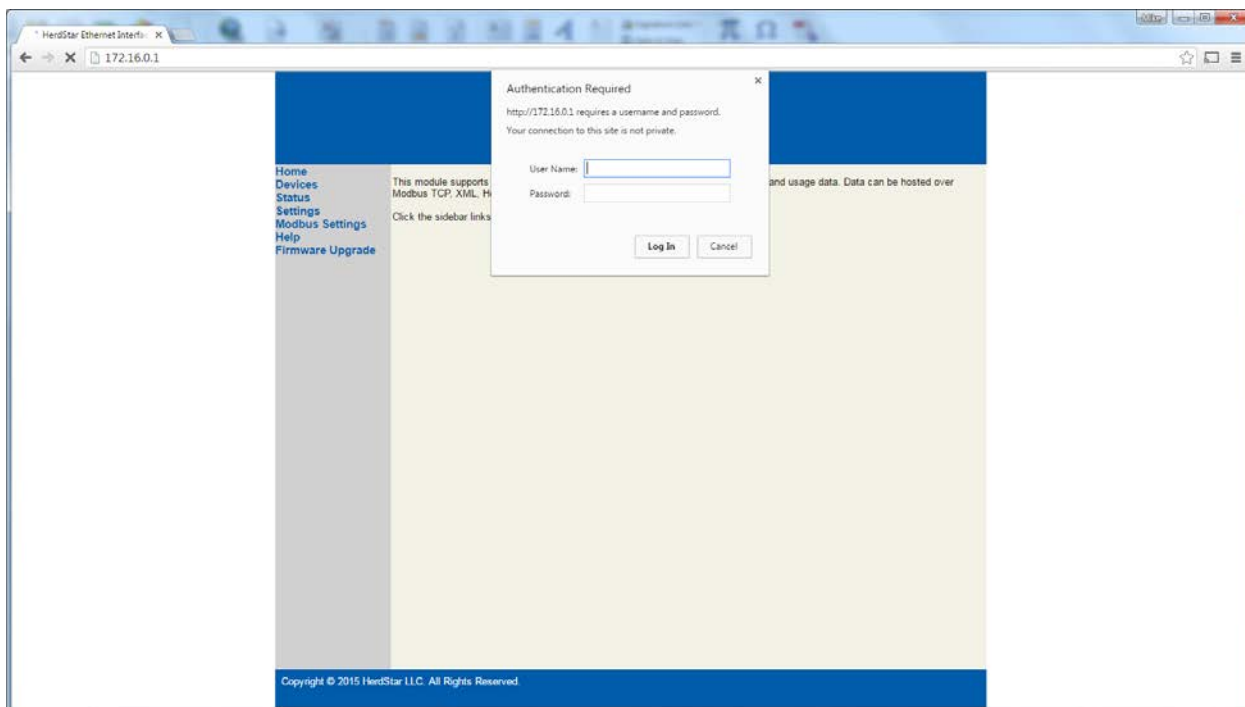 HerdStar Ethernet Interfa
172.16.0.1
Authentication Required
http://172.16.0.1 requires a username and password.
Your connection to this site is not private.
User Name:
Password:
Log In
Cancel
Home
Devices
Status
Settings
Modbus Settings
Help
Firmware Upgrade
This module supports
and usage data. Data can be hosted over
Modbus TCP, XML, H
Click the sidebar links
Copyright © 2015 HerdStar LLC. All Rights Reserved.